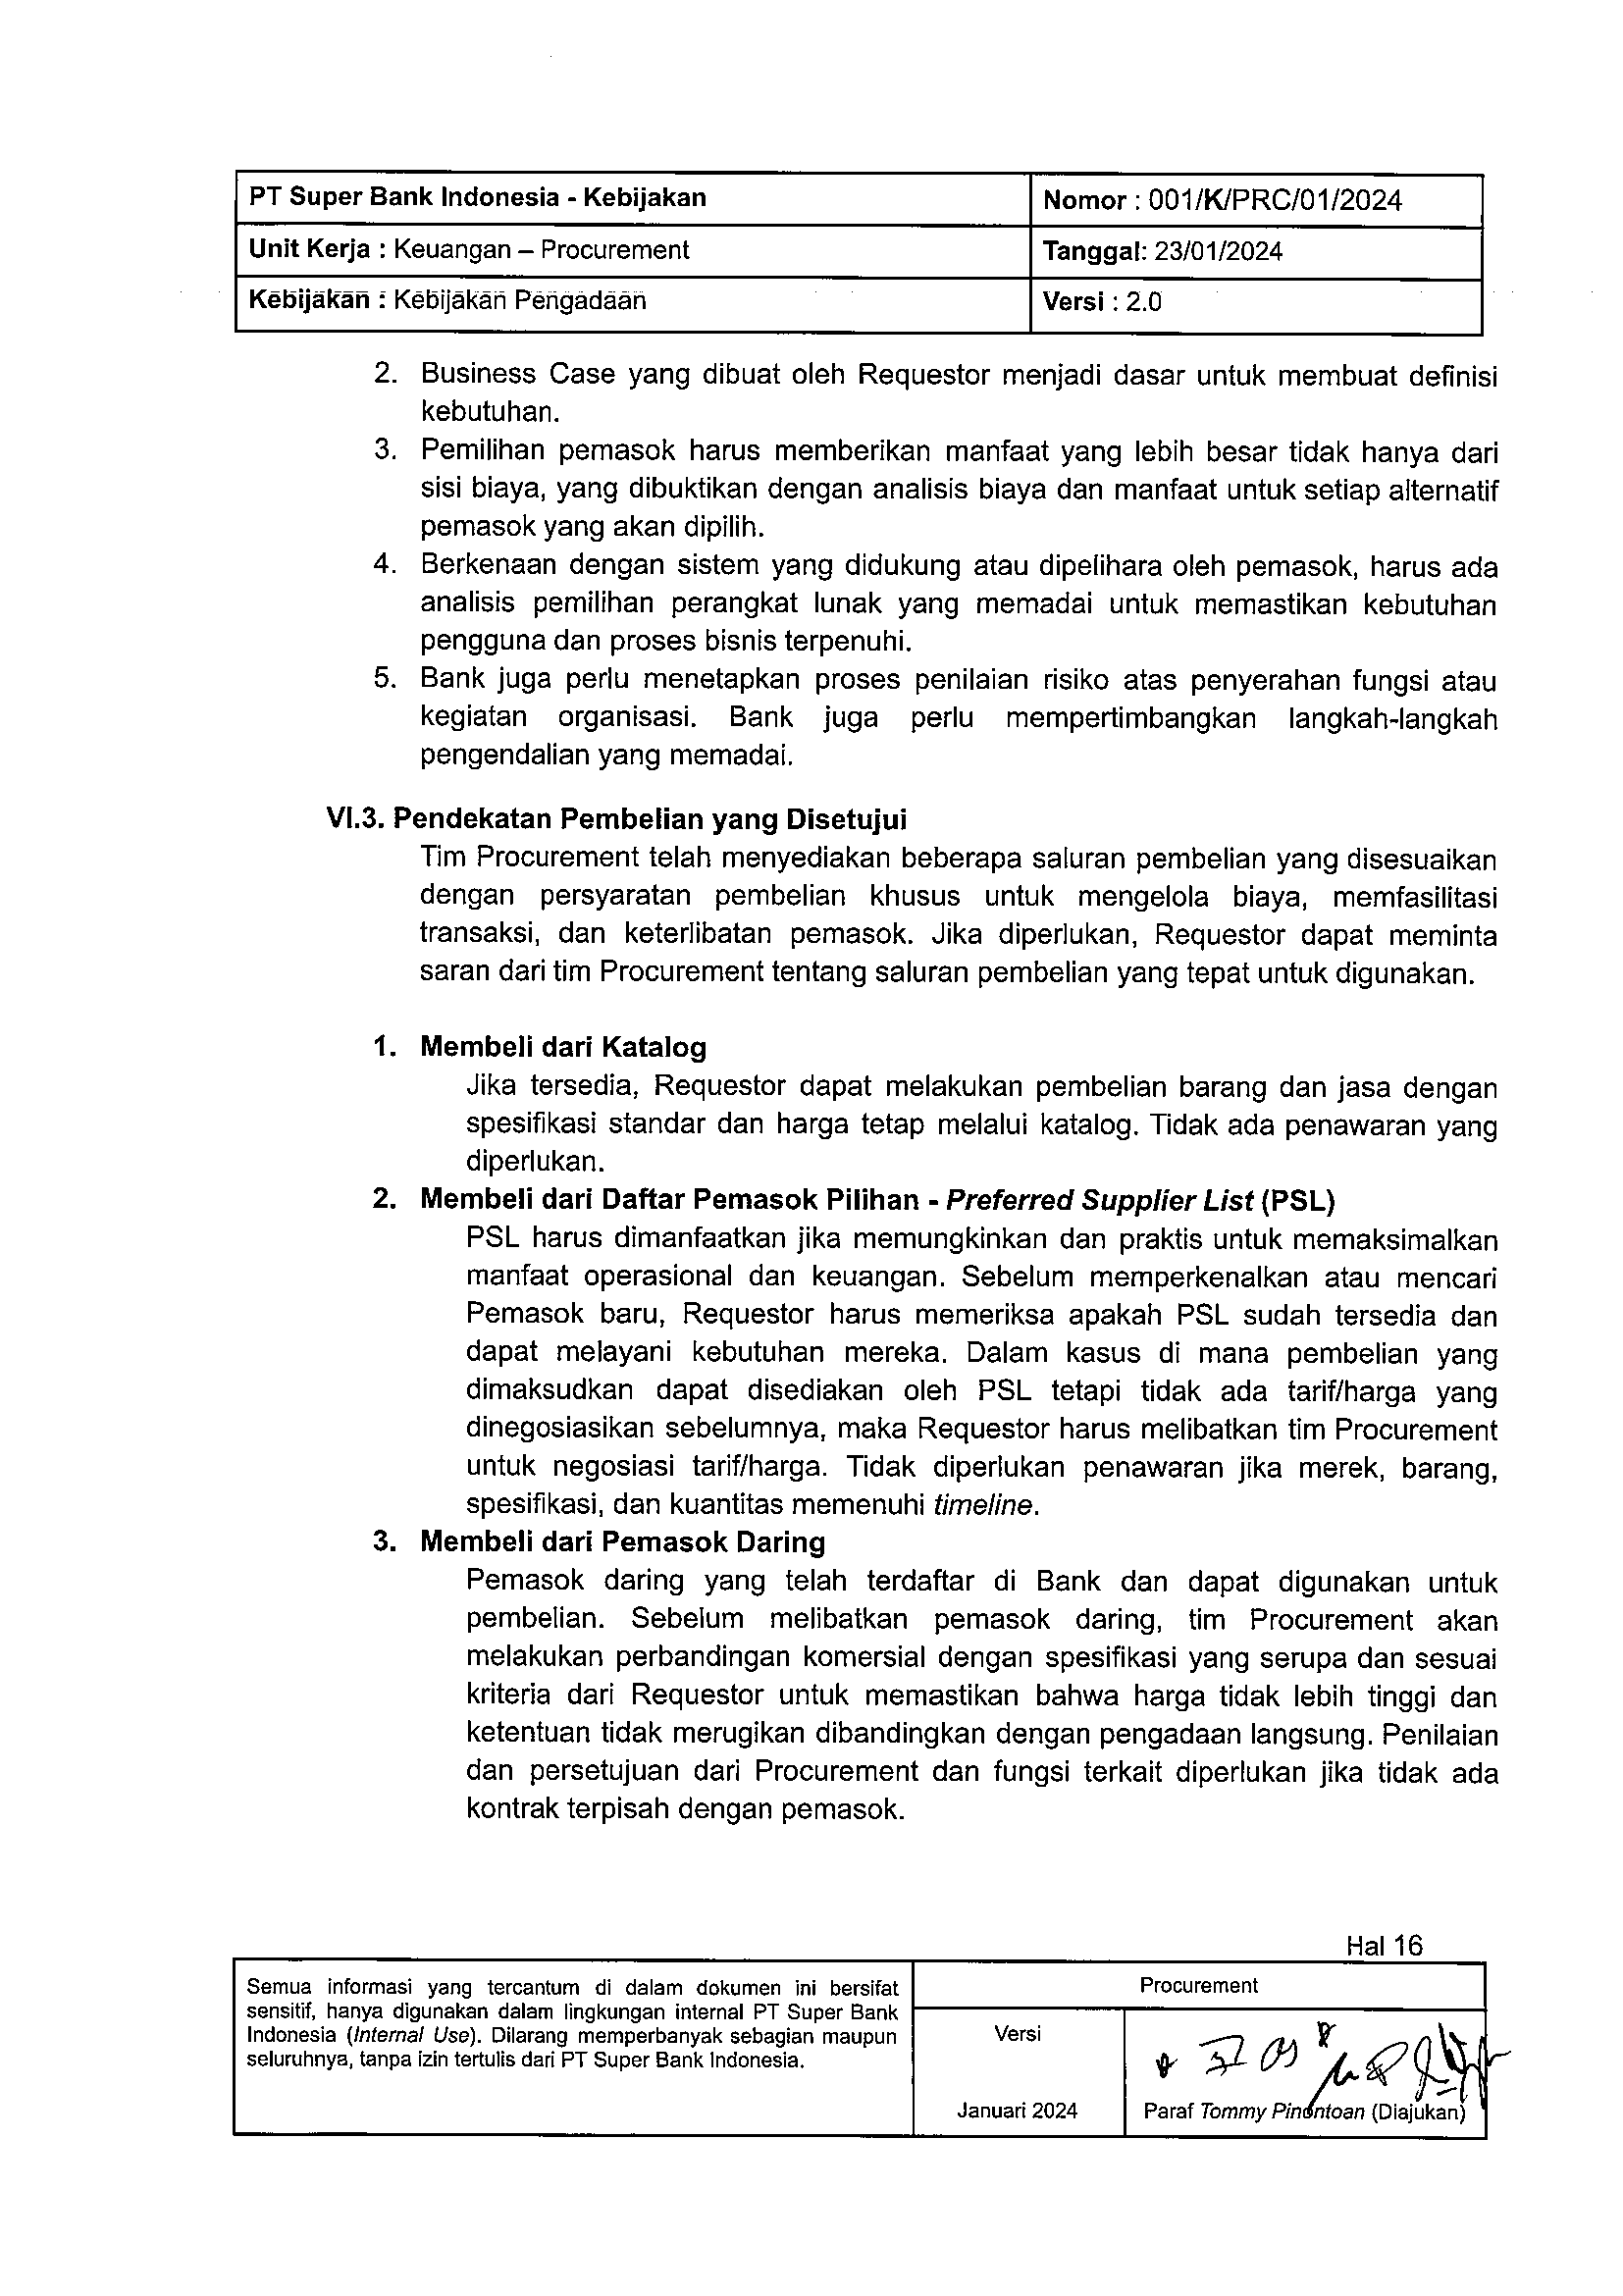 PT Super Bank Indonesia - Kebijakan
Nomor : 001/K/PRC/01/2024
Unit Kerja : Keuangan – Procurement
Tanggal: 23/01/2024
Kebijakan : Kebijakan Pengadaan
Versi : 2.0
2. Business Case yang dibuat oleh Requestor menjadi dasar untuk membuat definisi
kebutuhan.
3. Pemilihan pemasok harus memberikan manfaat yang lebih besar tidak hanya dari
sisi biaya, yang dibuktikan dengan analisis biaya dan manfaat untuk setiap alternatif
pemasok yang akan dipilih.
4. Berkenaan dengan sistem yang didukung atau dipelihara oleh pemasok, harus ada
analisis pemilihan perangkat lunak yang memadai untuk memastikan kebutuhan
pengguna dan proses bisnis terpenuhi.
5. Bank juga perlu menetapkan proses penilaian risiko atas penyerahan fungsi atau
kegiatan organisasi. Bank juga perlu mempertimbangkan langkah-langkah
pengendalian yang memadai.
VI.3. Pendekatan Pembelian yang Disetujui
Tim Procurement telah menyediakan beberapa saluran pembelian yang disesuaikan
dengan persyaratan pembelian khusus untuk mengelola biaya, memfasilitasi
transaksi, dan keterlibatan pemasok. Jika diperlukan, Requestor dapat meminta
saran dari tim Procurement tentang saluran pembelian yang tepat untuk digunakan.
1. Membeli dari Katalog
Jika tersedia, Requestor dapat melakukan pembelian barang dan jasa dengan
spesifikasi standar dan harga tetap melalui katalog. Tidak ada penawaran yang
diperlukan.
2. Membeli dari Daftar Pemasok Pilihan - Preferred Supplier List (PSL)
PSL harus dimanfaatkan jika memungkinkan dan praktis untuk memaksimalkan
manfaat operasional dan keuangan. Sebelum memperkenalkan atau mencari
Pemasok baru, Requestor harus memeriksa apakah PSL sudah tersedia dan
dapat melayani kebutuhan mereka. Dalam kasus di mana pembelian yang
dimaksudkan dapat disediakan oleh PSL tetapi tidak ada tarif/harga yang
dinegosiasikan sebelumnya, maka Requestor harus melibatkan tim Procurement
untuk negosiasi tarif/harga. Tidak diperlukan penawaran jika merek, barang,
spesifikasi, dan kuantitas memenuhi timeline.
3. Membeli dari Pemasok Daring
Pemasok daring yang telah terdaftar di Bank dan dapat digunakan untuk
pembelian. Sebelum melibatkan pemasok daring, tim Procurement akan
melakukan perbandingan komersial dengan spesifikasi yang serupa dan sesuai
kriteria dari Requestor untuk memastikan bahwa harga tidak lebih tinggi dan
ketentuan tidak merugikan dibandingkan dengan pengadaan langsung. Penilaian
dan persetujuan dari Procurement dan fungsi terkait diperlukan jika tidak ada
kontrak terpisah dengan pemasok.
Hal 16
Semua informasi yang tercantum di dalam dokumen ini bersifat
sensitif, hanya digunakan dalam lingkungan internal PT Super Bank
Indonesia (Internal Use). Dilarang memperbanyak sebagian maupun
seluruhnya, tanpa izin tertulis dari PT Super Bank Indonesia.
Procurement
Versi
Januari 2024
Paraf Tommy Pinontoan (Diajukan)